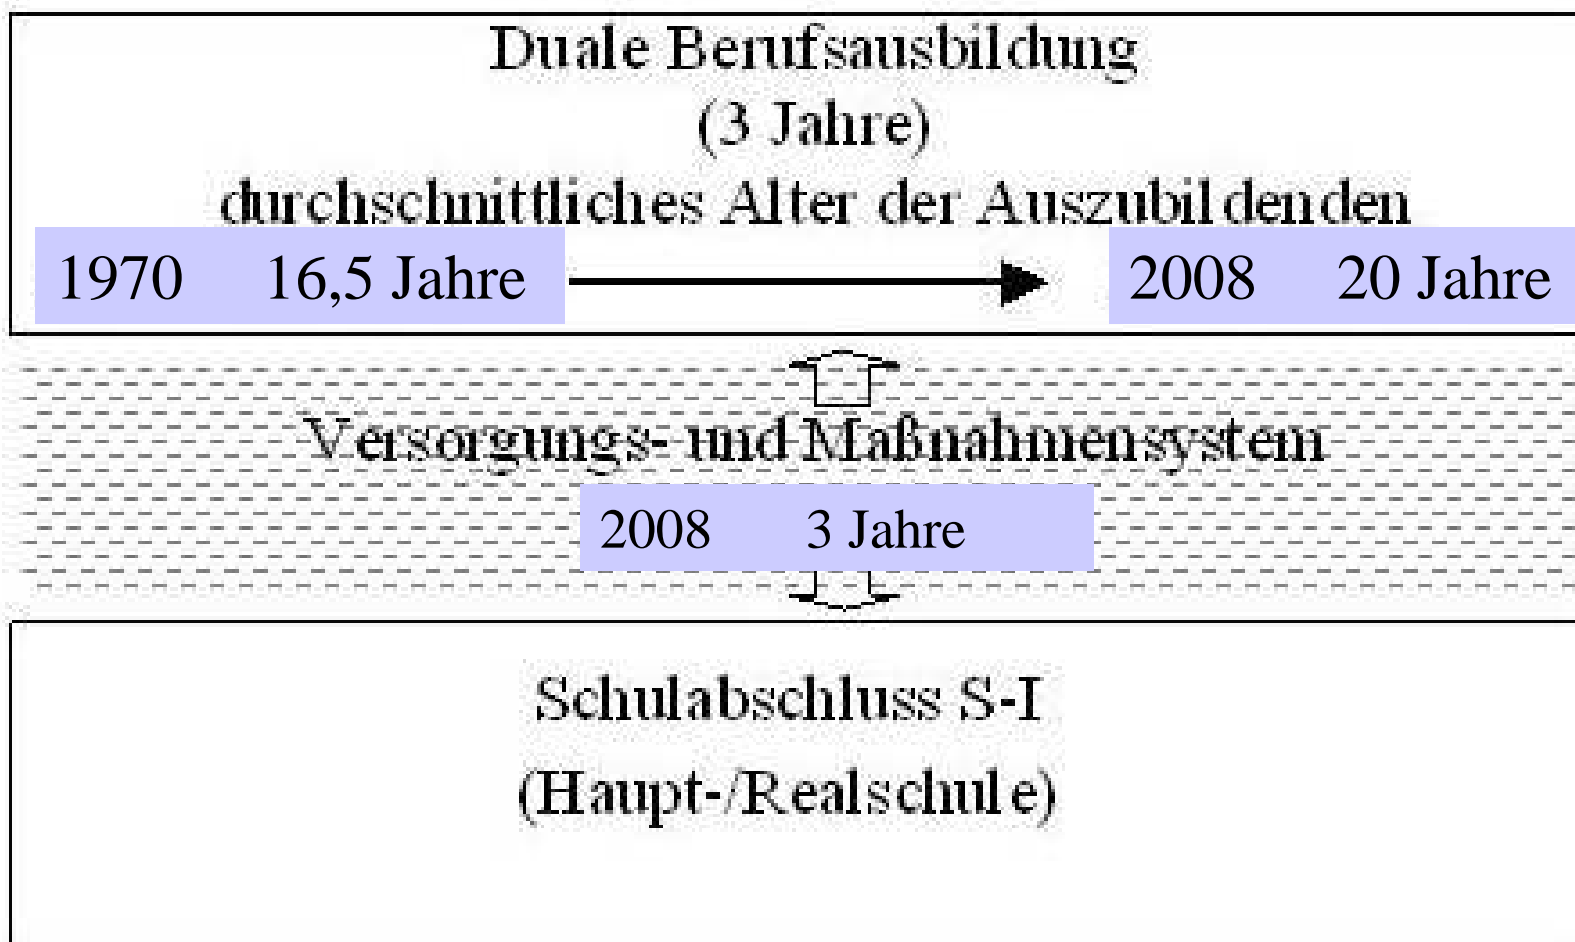 Duale Berufsausbildung
(3 Jahre)
durchschnittliches Alter der Auszubildenden
1970 16,5 Jahre 2008 20 Jahre
Versorgungs- und Maßnahmensystem
2008 3 Jahre
Schulabschluss S-I
(Haupt-/Realschule)